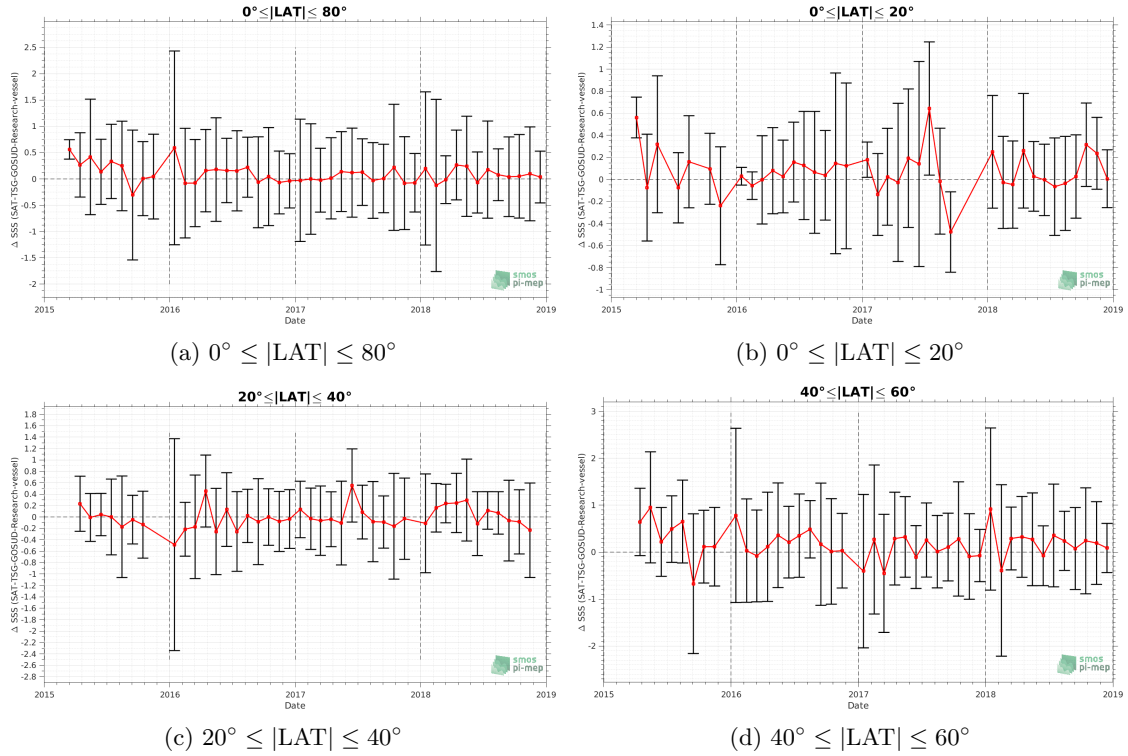 0°≤|LAT|≤ 80°
Δ SSS (SAT-TSG-GOSUD-Research-vessel)
2.5
2
1.5
1
0.5
0
-0.5
-1
-1.5
-2
2015 2016 2017 2018 2019
Date
smos
pi-mep
(a) 0° ≤ |LAT| ≤ 80°
0°≤|LAT|≤ 20°
Δ SSS (SAT-TSG-GOSUD-Research-vessel)
1.4
1.2
1
0.8
0.6
0.4
0.2
0
-0.2
-0.4
-0.6
-0.8
-1
2015 2016 2017 2018 2019
Date
smos
pi-mep
(b) 0° ≤ |LAT| ≤ 20°
20°≤|LAT|≤ 40°
Δ SSS (SAT-TSG-GOSUD-Research-vessel)
1.8
1.6
1.4
1.2
1
0.8
0.6
0.4
0.2
0
-0.2
-0.4
-0.6
-0.8
-1
-1.2
-1.4
-1.6
-1.8
-2
-2.2
-2.4
-2.6
-2.8
2015 2016 2017 2018 2019
Date
smos
pi-mep
(c) 20° ≤ |LAT| ≤ 40°
40°≤|LAT|≤ 60°
Δ SSS (SAT-TSG-GOSUD-Research-vessel)
3
2
1
0
-1
-2
2015 2016 2017 2018 2019
Date
smos
pi-mep
(d) 40° ≤ |LAT| ≤ 60°